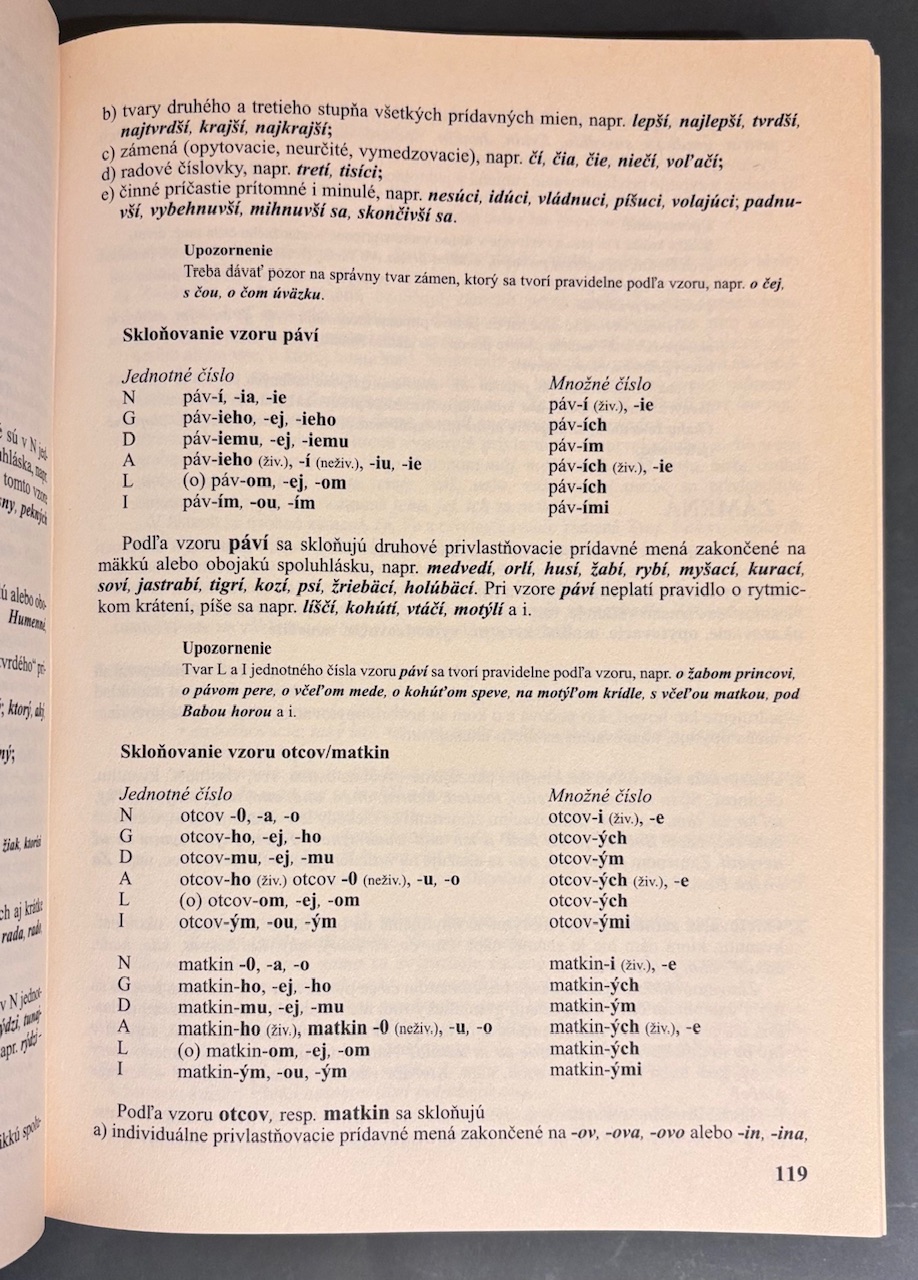 b) tvary druhého a tretieho stupňa všetkých prídavných mien, napr. lepší, najlepší, tvrdší,
najtvrdší, krajší, najkrajší;
c) zámená (opytovacie, neurčité, vymedzovacie), napr. čí, čia, čie, niečí, voľačí;
d) radové číslovky, napr. tretí, tisíci;
e) činné príčastie prítomné i minulé, napr. nesúci, idúci, vládnuci, píšuci, volajúci; padnu-
vší, vybehnuvší, mihnuvší sa, skončivší sa.
Upozornenie
Treba dávať pozor na správny tvar zámen, ktorý sa tvorí pravidelne podľa vzoru, napr. o čej,
s čou, o čom úväzku.
Skloňovanie vzoru páví
Jednotné číslo Množné číslo
N páv-í, -ia, -ie páv-í (živ.), -ie
G páv-ieho, -ej, -ieho páv-ích
D páv-iemu, -ej, -iemu páv-ím
A páv-ieho (živ.), -í (neživ.), -iu, -ie páv-ích (živ.), -ie
L (o) páv-om, -ej, -om páv-ích
I páv-ím, -ou, -ím páv-ími
Podľa vzoru páví sa skloňujú druhové privlastňovacie prídavné mená zakončené na
mäkkú alebo obojakú spoluhlásku, napr. medvedí, orlí, husí, žabí, rybí, myšací, kurací,
soví, jastrabí, tigrí, kozí, psí, žriebäcí, holúbäcí. Pri vzore páví neplatí pravidlo o rytmic-
kom krátení, píše sa napr. líščí, kohútí, vtáčí, motýlí a i.
Upozornenie
Tvar L a I jednotného čísla vzoru páví sa tvorí pravidelne podľa vzoru, napr. o žabom princovi,
o pávom pere, o včeľom mede, o kohúťom speve, na motýľom krídle, s včeľou matkou, pod
Babou horou a i.
Skloňovanie vzoru otcov/matkin
Jednotné číslo Množné číslo
N otcov -0, -a, -o otcov-i (živ.), -e
G otcov-ho, -ej, -ho otcov-ých
D otcov-mu, -ej, -mu otcov-ým
A otcov-ho (živ.) otcov -0 (neživ.), -u, -o otcov-ých (živ.), -e
L (o) otcov-om, -ej, -om otcov-ých
I otcov-ým, -ou, -ým otcov-ými
N matkin -0, -a, -o matkin-i (živ.), -e
G matkin-ho, -ej, -ho matkin-ých
D matkin-mu, -ej, -mu matkin-ým
A matkin-ho (živ.), matkin -0 (neživ.), -u, -o matkin-ých (živ.), -e
L (o) matkin-om, -ej, -om matkin-ých
I matkin-ým, -ou, -ým matkin-ými
Podľa vzoru otcov, resp. matkin sa skloňujú
a) individuálne privlastňovacie prídavné mená zakončené na -ov, -ova, -ovo alebo -in, -ina,
119